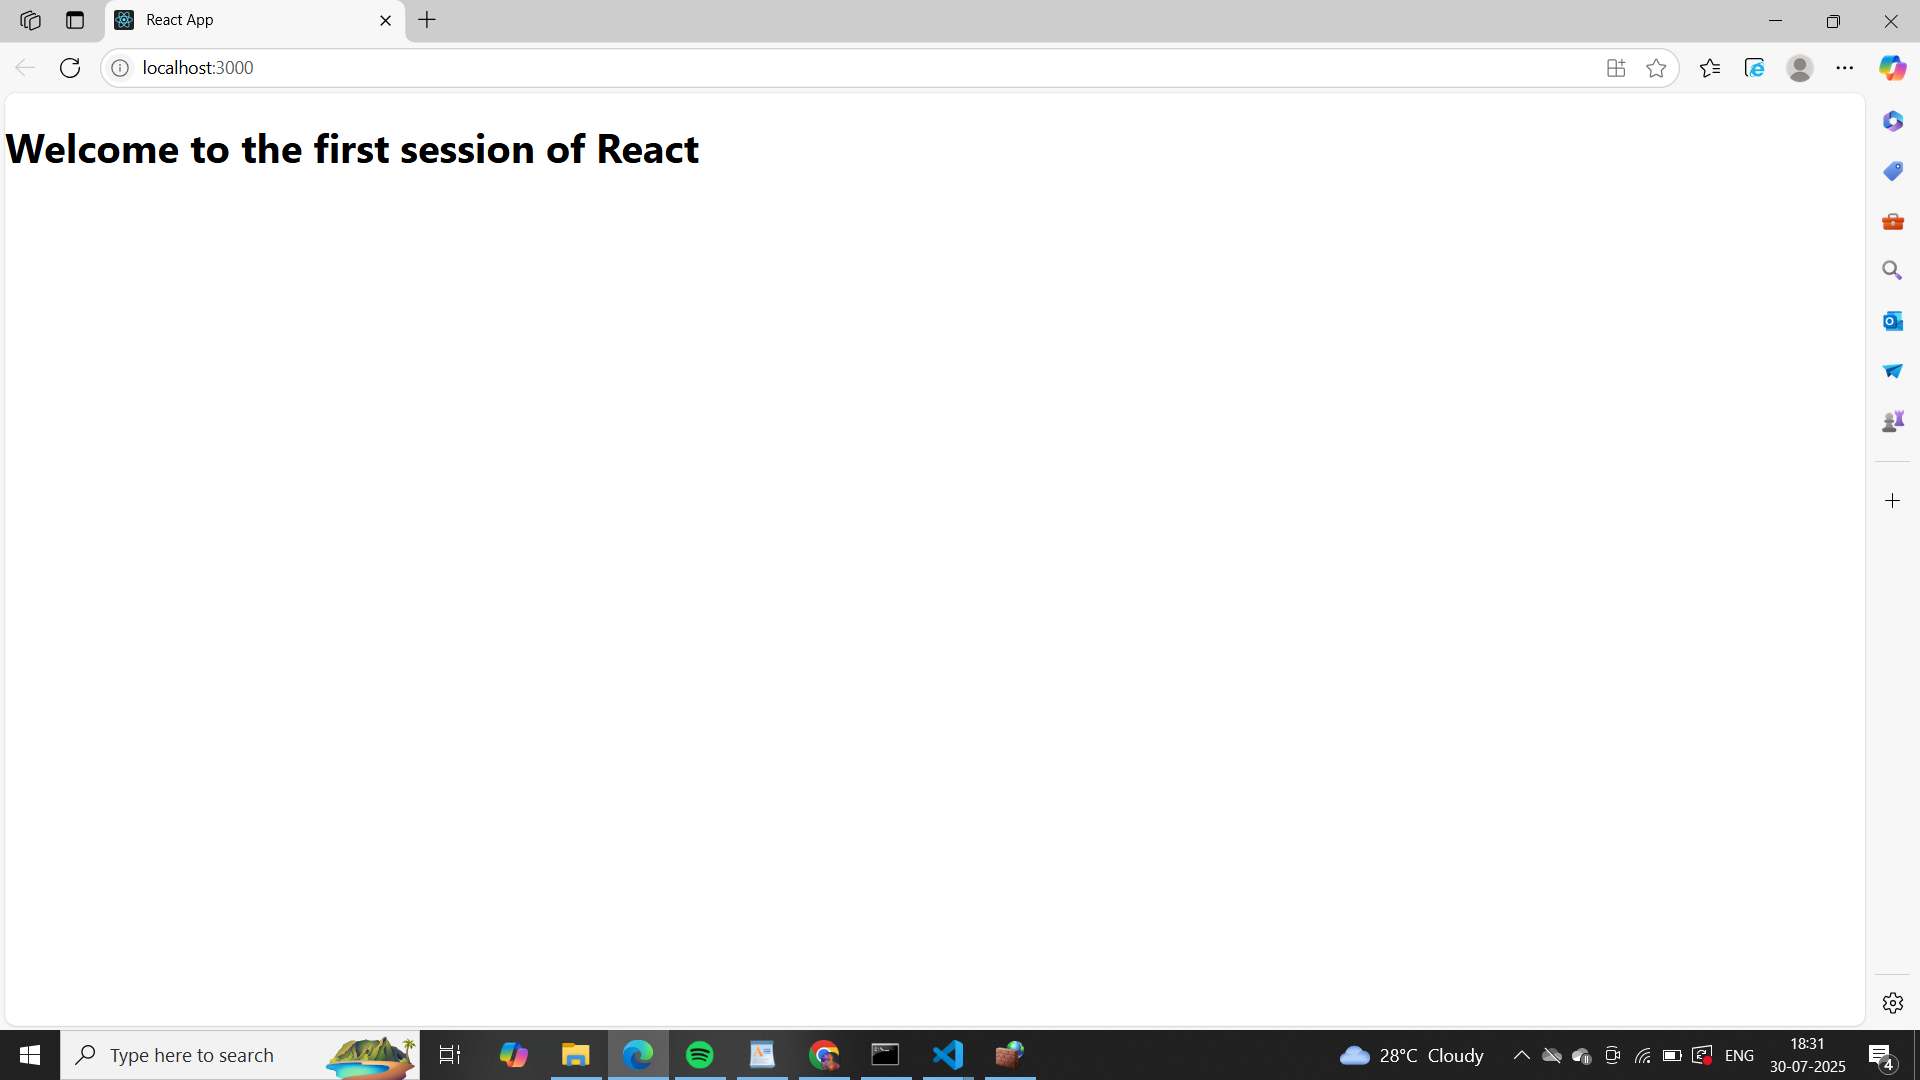 React App
localhost:3000
Welcome to the first session of React
Type here to search
28°C Cloudy
ENG
18:31
30-07-2025
4